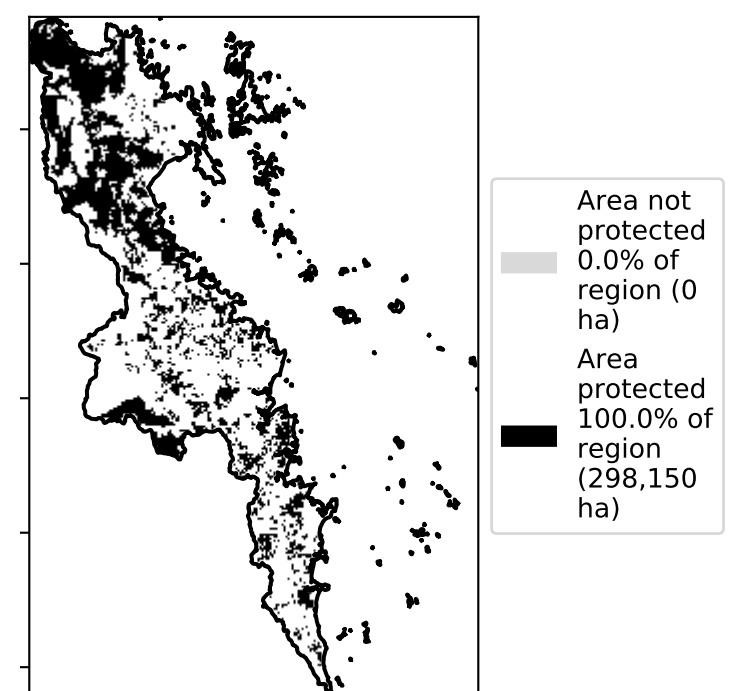 Area not
protected
0.0% of
region (0
ha)
Area
protected
100.0% of
region
(298,150
ha)